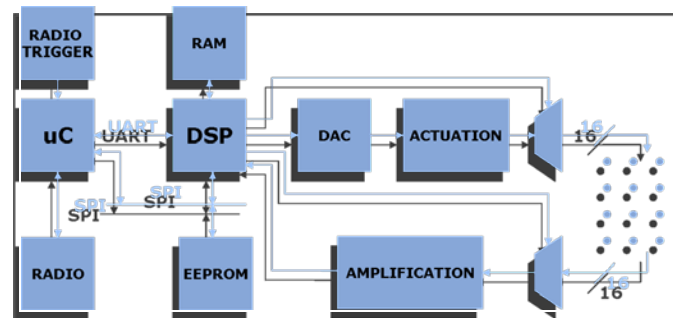 RADIO
TRIGGER
RAM
uC
UART
UART
DSP
DAC
ACTUATION
16
16
SPI
SPI
SPI
SPI
RADIO
EEPROM
AMPLIFICATION
16
16